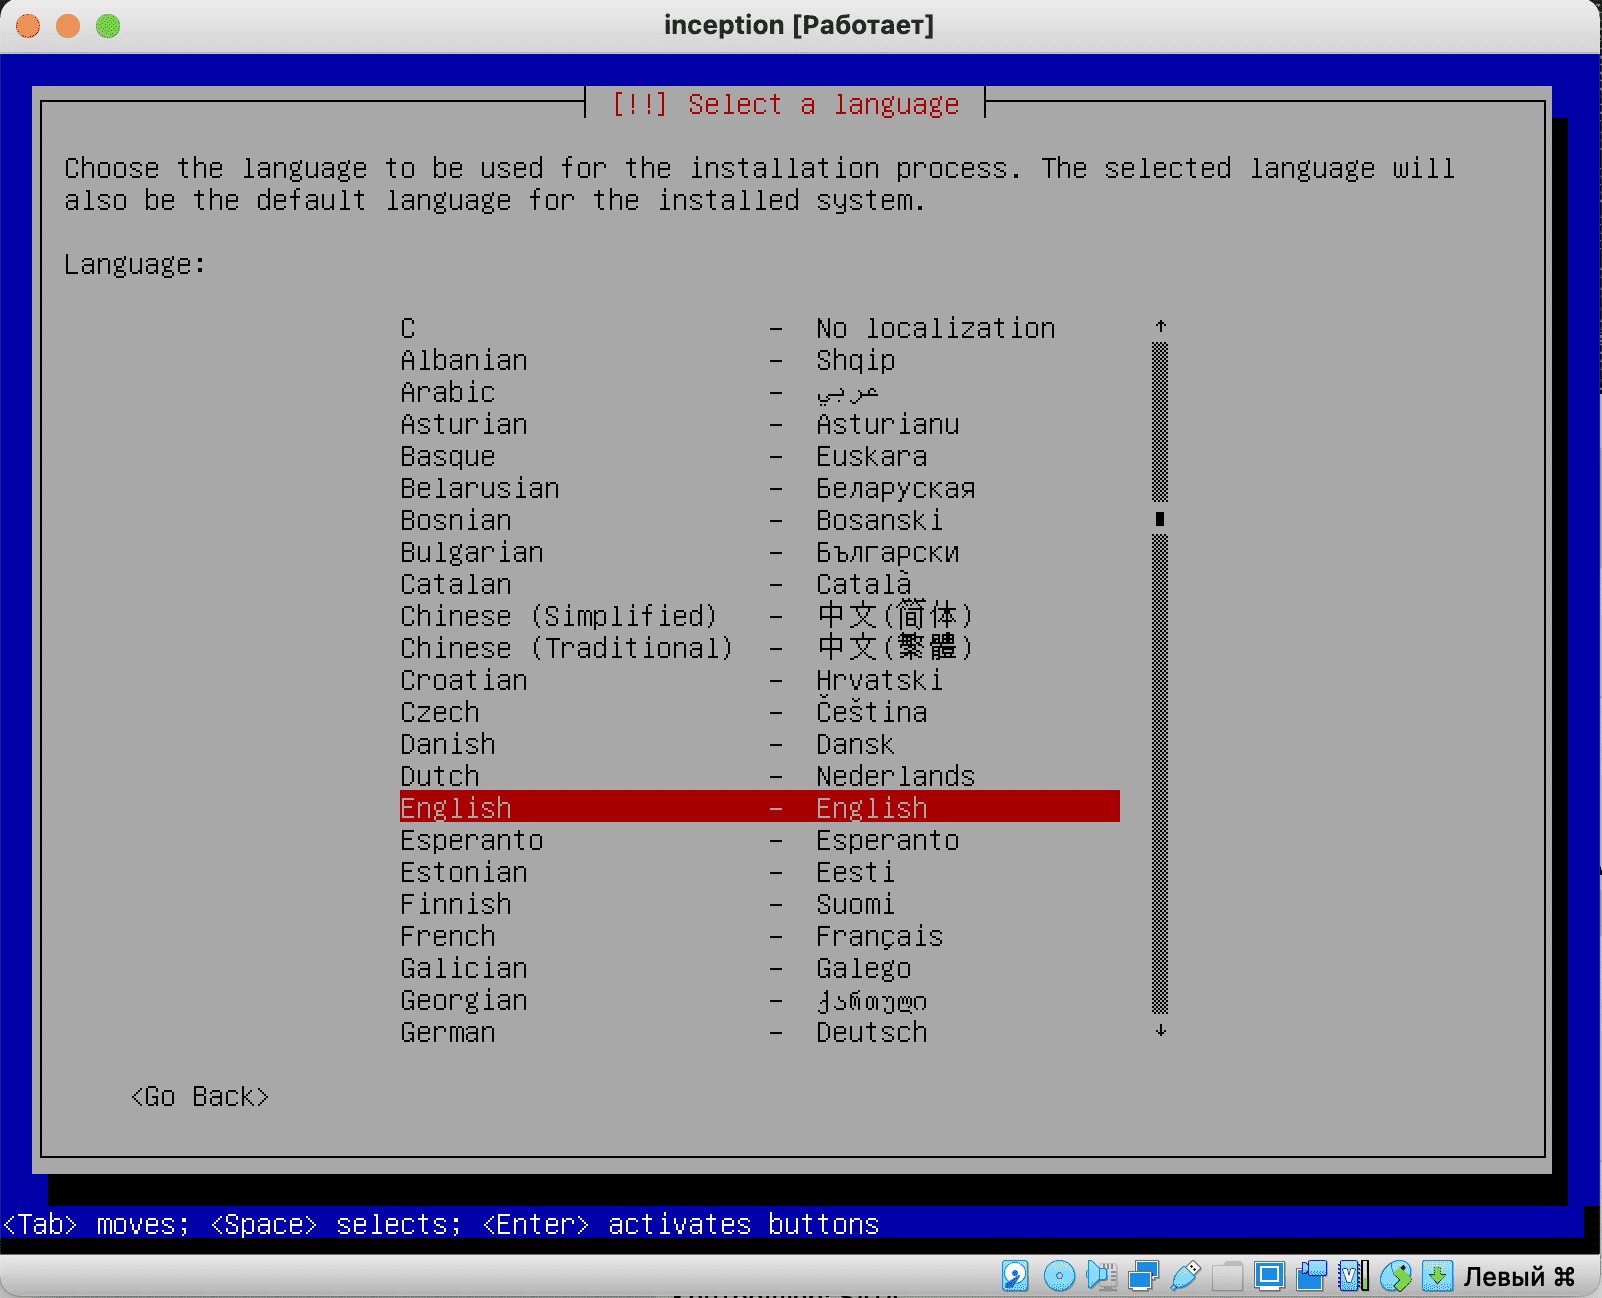 inception [Работает]
[!!] Select a language
Choose the language to be used for the installation process. The selected language will
also be the default language for the installed system.
Language:
C - No localization
Albanian - Shqip
Arabic - عربي
Asturian - Asturianu
Basque - Euskara
Belarusian - Беларуская
Bosnian - Bosanski
Bulgarian - Български
Catalan - Català
Chinese (Simplified) - 中文(简体)
Chinese (Traditional) - 中文(繁體)
Croatian - Hrvatski
Czech - Čeština
Danish - Dansk
Dutch - Nederlands
English - English
Esperanto - Esperanto
Estonian - Eesti
Finnish - Suomi
French - Français
Galician - Galego
Georgian - ქართული
German - Deutsch
<Go Back>
<Tab> moves; <Space> selects; <Enter> activates buttons
Левый ⌘